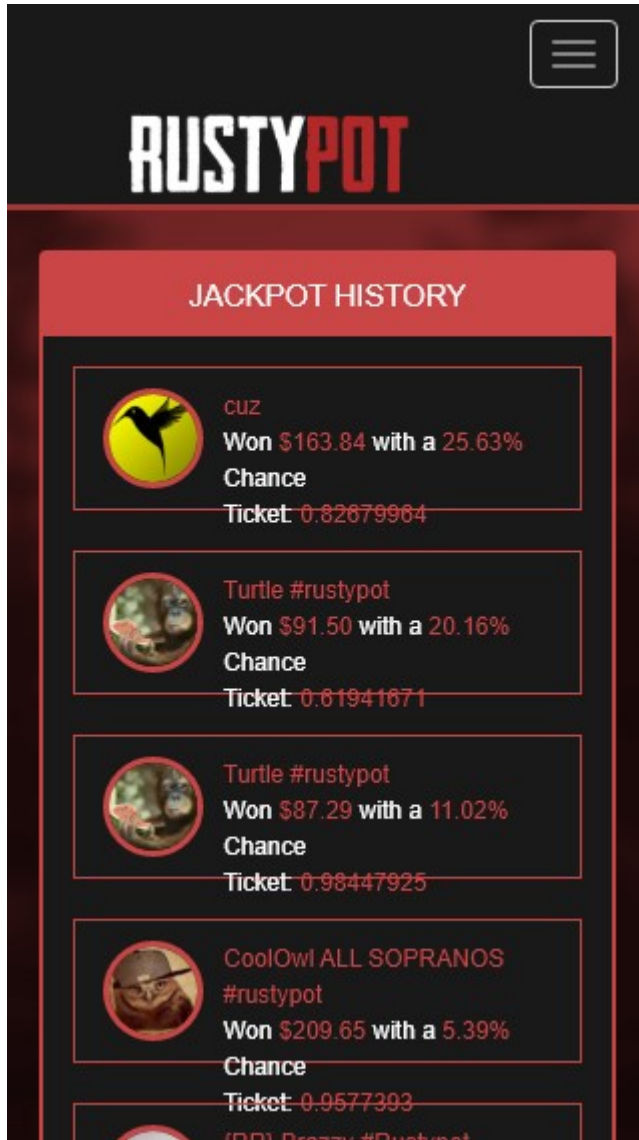 RUSTYPOT
JACKPOT HISTORY
cuz
Won $163.84 with a 25.63%
Chance
Ticket: 0.82679964
Turtle #rustypot
Won $91.50 with a 20.16%
Chance
Ticket: 0.61941671
Turtle #rustypot
Won $87.29 with a 11.02%
Chance
Ticket: 0.98447925
CoolOwl ALL SOPRANOS
#rustypot
Won $209.65 with a 5.39%
Chance
Ticket: 0.9577393
#Rustypot